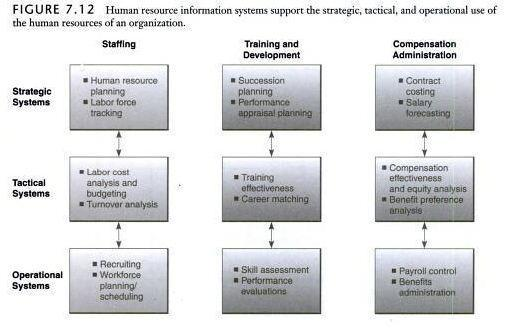 FIGURE 7.12 Human resource information systems support the strategic, tactical, and operational use of
the human resources of an organization.
Staffing
Training and
Development
Compensation
Administration
Strategic
Systems
■ Human resource
planning
■ Labor force
tracking
■ Succession
planning
■ Performance
appraisal planning
■ Contract
costing
■ Salary
forecasting
Tactical
Systems
■ Labor cost
analysis and
budgeting
■ Turnover analysis
■ Training
effectiveness
■ Career matching
■ Compensation
effectiveness
and equity analysis
■ Benefit preference
analysis
Operational
Systems
■ Recruiting
■ Workforce
planning/
scheduling
■ Skill assessment
■ Performance
evaluations
■ Payroll control
■ Benefits
administration